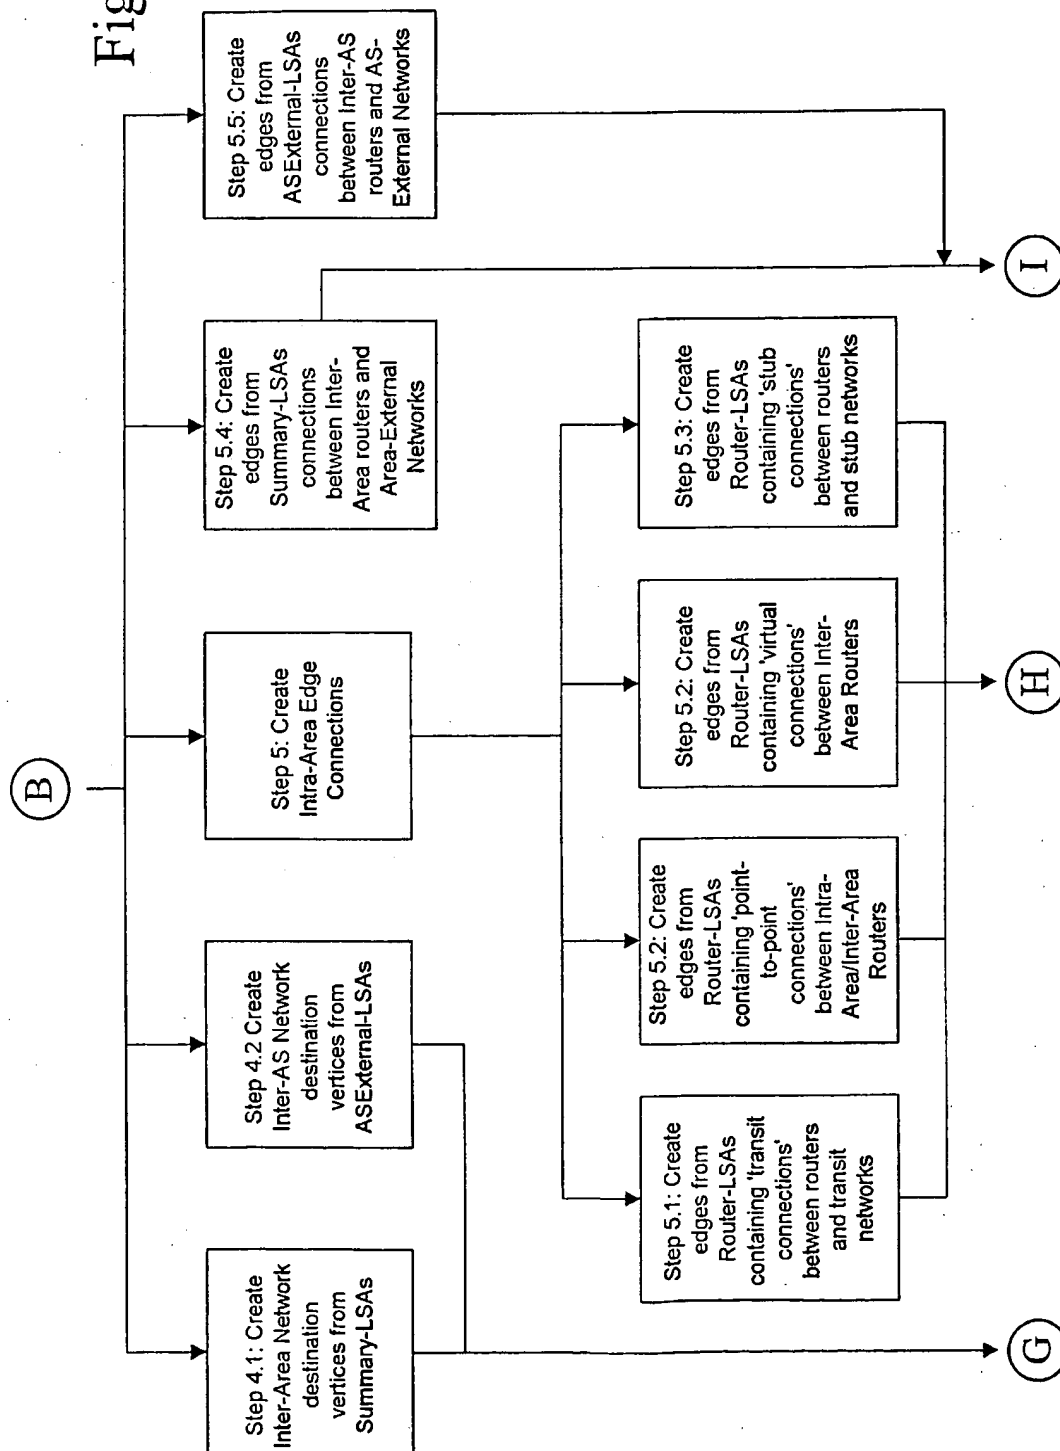 Fig
B
Step 4.1: Create
Inter-Area Network
destination
vertices from
Summary-LSAs
Step 4.2 Create
Inter-AS Network
destination
vertices from
ASExternal-LSAs
Step 5: Create
Intra-Area Edge
Connections
Step 5.4: Create
edges from
Summary-LSAs
connections
between Inter-
Area routers and
Area-External
Networks
Step 5.5: Create
edges from
ASExternal-LSAs
connections
between Inter-AS
routers and AS-
External Networks
Step 5.1: Create
edges from
Router-LSAs
containing 'transit
connections'
between routers
and transit
networks
Step 5.2: Create
edges from
Router-LSAs
containing 'point-
to-point
connections'
between Intra-
Area/Inter-Area
Routers
Step 5.2: Create
edges from
Router-LSAs
containing 'virtual
connections'
between Inter-
Area Routers
Step 5.3: Create
edges from
Router-LSAs
containing 'stub
connections'
between routers
and stub networks
G
H
I